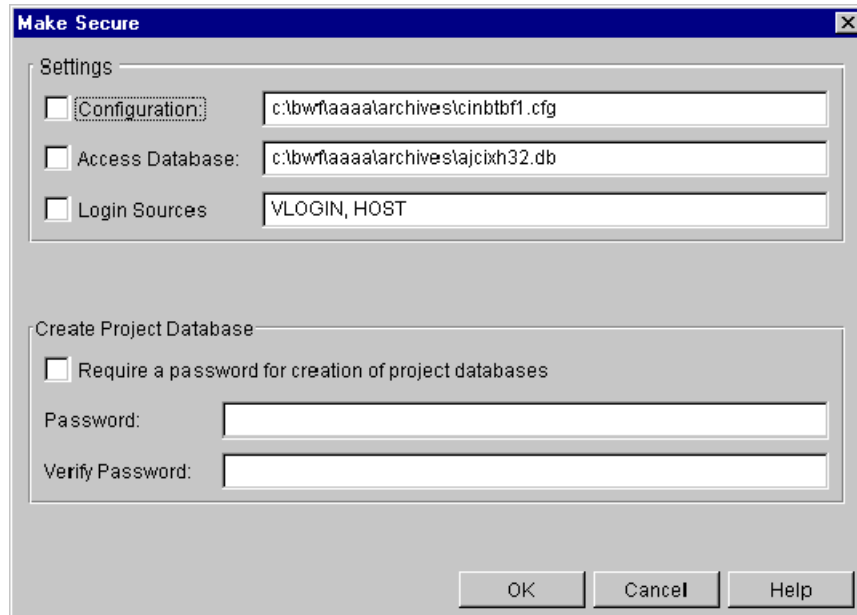 Make Secure
Settings
Configuration: c:\bwf\aaaa\archives\cinbtbf1.cfg
Access Database: c:\bwf\aaaa\archives\ajcixh32.db
Login Sources VLOGIN, HOST
Create Project Database
Require a password for creation of project databases
Password:
Verify Password:
OK Cancel Help